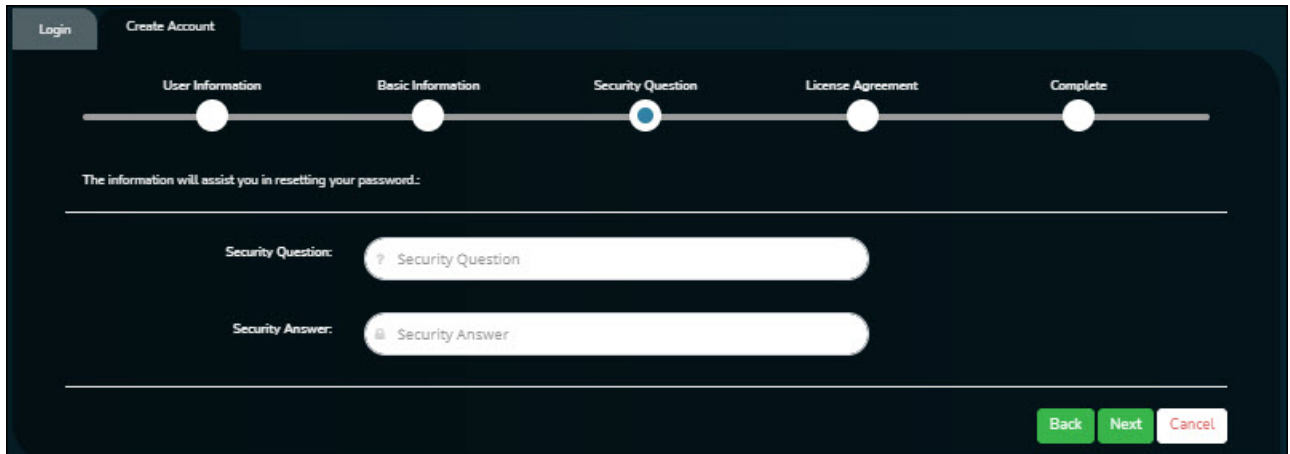 Login
Create Account
User Information
Basic Information
Security Question
License Agreement
Complete
The information will assist you in resetting your password.:
Security Question:
? Security Question
Security Answer:
Security Answer
Back
Next
Cancel